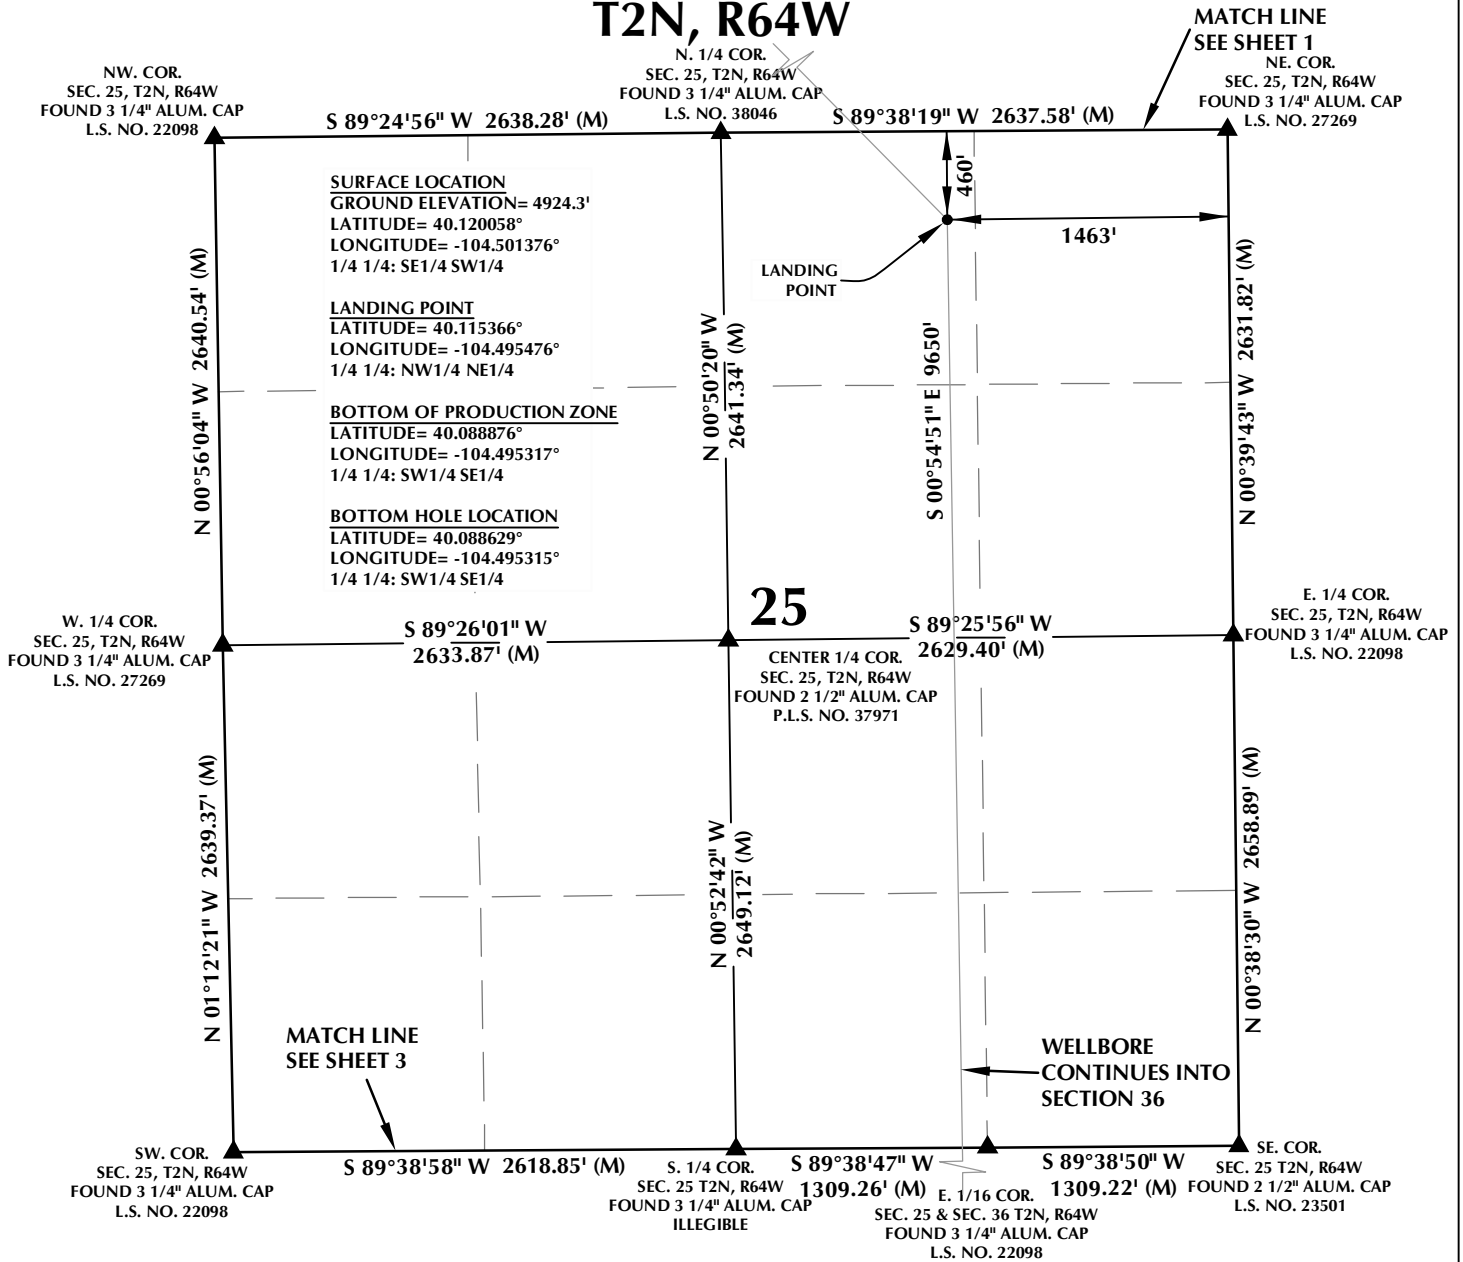 T2N, R64W
MATCH LINE
SEE SHEET 1
NW. COR.
SEC. 25, T2N, R64W
FOUND 3 1/4" ALUM. CAP
L.S. NO. 22098
N. 1/4 COR.
SEC. 25, T2N, R64W
FOUND 3 1/4" ALUM. CAP
L.S. NO. 38046
NE. COR.
SEC. 25, T2N, R64W
FOUND 3 1/4" ALUM. CAP
L.S. NO. 27269
S 89°24'56" W 2638.28' (M)
S 89°38'19" W 2637.58' (M)
SURFACE LOCATION
GROUND ELEVATION= 4924.3'
LATITUDE= 40.120058°
LONGITUDE= -104.501376°
1/4 1/4: SE1/4 SW1/4
LANDING POINT
LATITUDE= 40.115366°
LONGITUDE= -104.495476°
1/4 1/4: NW1/4 NE1/4
BOTTOM OF PRODUCTION ZONE
LATITUDE= 40.088876°
LONGITUDE= -104.495317°
1/4 1/4: SW1/4 SE1/4
BOTTOM HOLE LOCATION
LATITUDE= 40.088629°
LONGITUDE= -104.495315°
1/4 1/4: SW1/4 SE1/4
460'
1463'
LANDING
POINT
N 00°56'04" W 2640.54' (M)
N 00°50'20" W
2641.34' (M)
S 00°54'51" E 9650'
N 00°39'43" W 2631.82' (M)
25
W. 1/4 COR.
SEC. 25, T2N, R64W
FOUND 3 1/4" ALUM. CAP
L.S. NO. 27269
S 89°26'01" W
2633.87' (M)
S 89°25'56" W
2629.40' (M)
E. 1/4 COR.
SEC. 25, T2N, R64W
FOUND 3 1/4" ALUM. CAP
L.S. NO. 22098
CENTER 1/4 COR.
SEC. 25, T2N, R64W
FOUND 2 1/2" ALUM. CAP
P.L.S. NO. 37971
N 01°12'21" W 2639.37' (M)
N 00°52'42" W
2649.12' (M)
N 00°38'30" W 2658.89' (M)
MATCH LINE
SEE SHEET 3
WELLBORE
CONTINUES INTO
SECTION 36
SW. COR.
SEC. 25, T2N, R64W
FOUND 3 1/4" ALUM. CAP
L.S. NO. 22098
S 89°38'58" W 2618.85' (M)
S. 1/4 COR.
SEC. 25 T2N, R64W
FOUND 3 1/4" ALUM. CAP
ILLEGIBLE
S 89°38'47" W
1309.26' (M)
E. 1/16 COR.
SEC. 25 & SEC. 36 T2N, R64W
FOUND 3 1/4" ALUM. CAP
L.S. NO. 22098
S 89°38'50" W
1309.22' (M)
SE. COR.
SEC. 25 T2N, R64W
FOUND 2 1/2" ALUM. CAP
L.S. NO. 23501